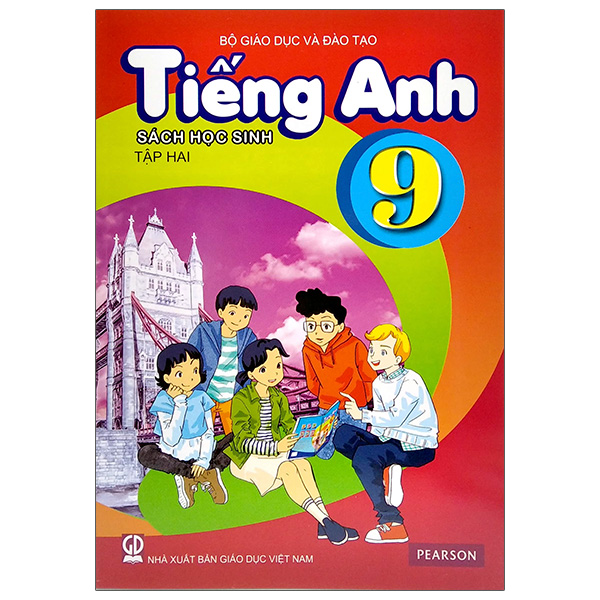 BỘ GIÁO DỤC VÀ ĐÀO TẠO
Tiếng Anh
SÁCH HỌC SINH
TẬP HAI
9
GD
NHÀ XUẤT BẢN GIÁO DỤC VIỆT NAM
PEARSON